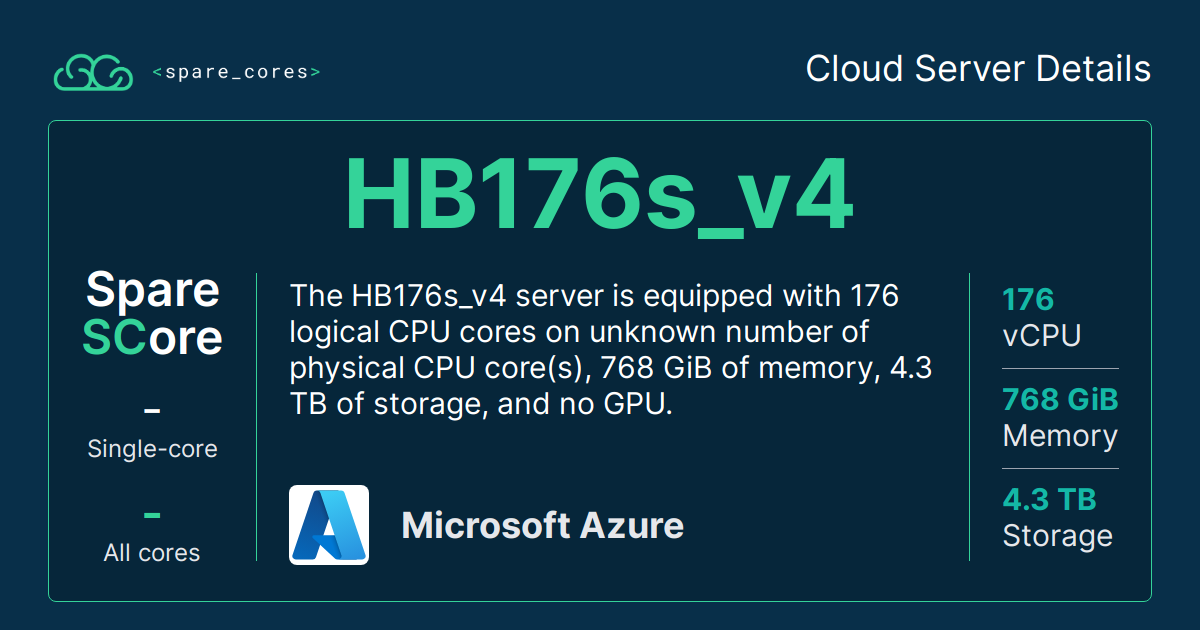 <spare_cores>
Cloud Server Details
HB176s_v4
Spare
SCore
-
Single-core
-
All cores
The HB176s_v4 server is equipped with 176
logical CPU cores on unknown number of
physical CPU core(s), 768 GiB of memory, 4.3
TB of storage, and no GPU.
Microsoft Azure
176
vCPU
768 GiB
Memory
4.3 TB
Storage